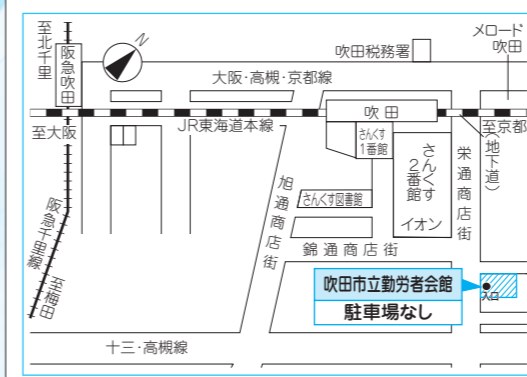 至北千里
阪急吹田
N
吹田税務署
メロード
吹田
大阪・高槻・京都線
吹田
至大阪
JR東海道本線
至京都
(地下道)
さんくす
1番館
さんくす
2番館
イオン
栄通商店街
旭通商店街
さんくす図書館
錦通商店街
阪急千里線
至梅田
吹田市立勤労者会館
駐車場なし
入口
十三・高槻線